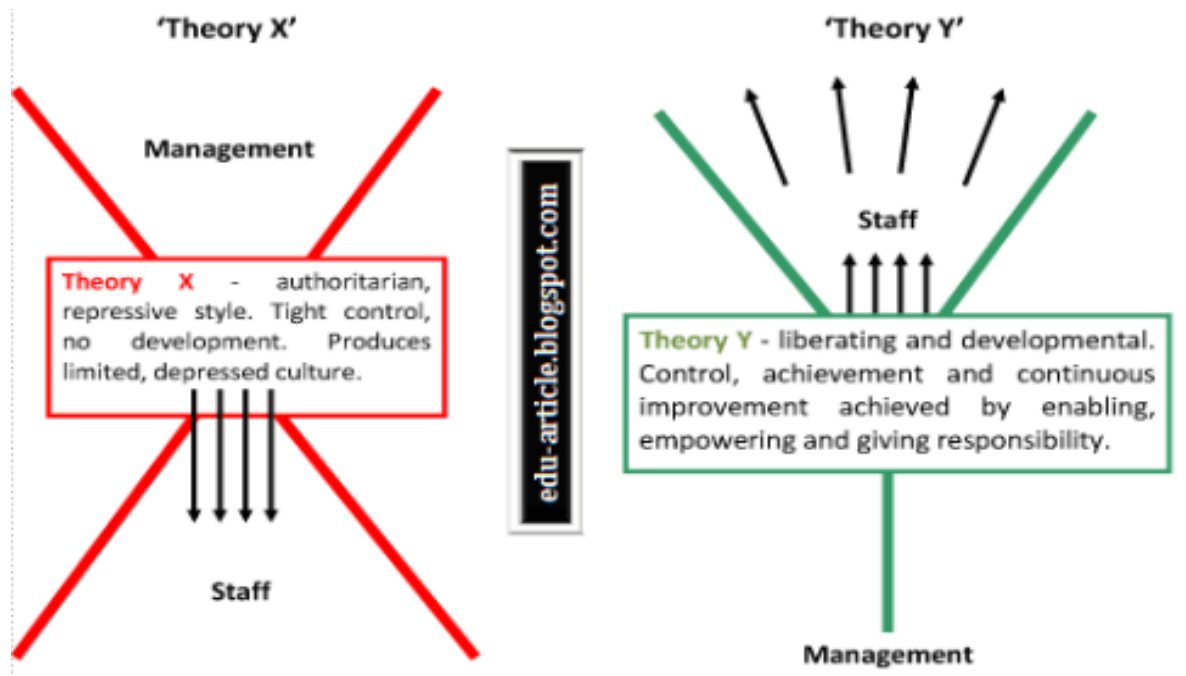 ‘Theory X’
Management
Theory X - authoritarian,
repressive style. Tight control,
no development. Produces
limited, depressed culture.
Staff
edu-article.blogspot.com
‘Theory Y’
Staff
Theory Y - liberating and developmental.
Control, achievement and continuous
improvement achieved by enabling,
empowering and giving responsibility.
Management